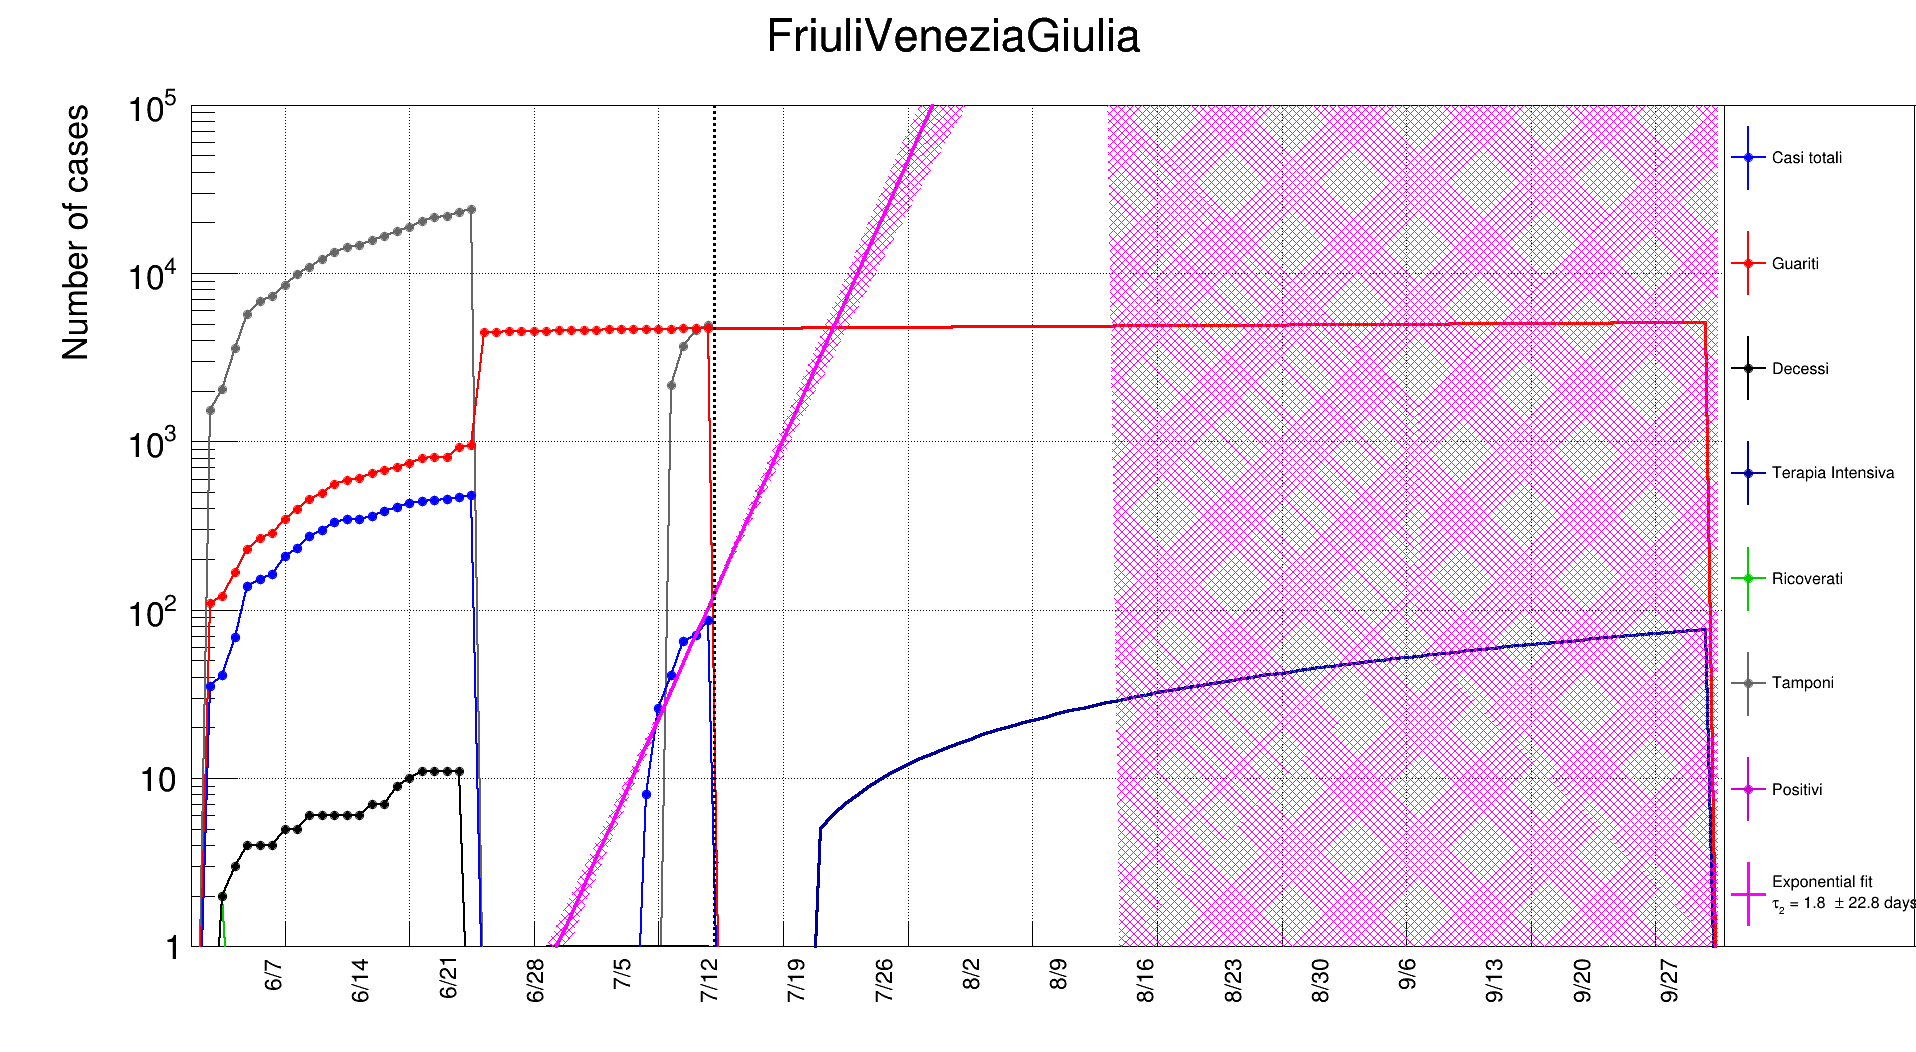 FriuliVeneziaGiulia
Number of cases
10^5
10^4
10^3
10^2
10
1
6/7
6/14
6/21
6/28
7/5
7/12
7/19
7/26
8/2
8/9
8/16
8/23
8/30
9/6
9/13
9/20
9/27
Casi totali
Guariti
Decessi
Terapia Intensiva
Ricoverati
Tamponi
Positivi
Exponential fit
τ₂ = 1.8 ± 22.8 days